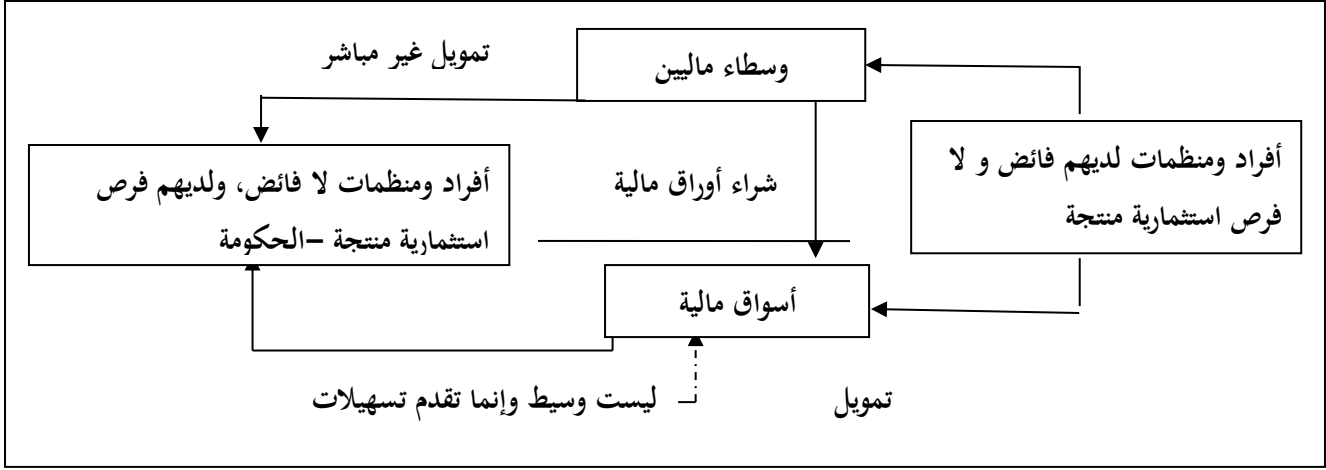 تمويل غير مباشر
وسطاء ماليين
أفراد ومنظمات لديهم فائض و لا
فرص استثمارية منتجة
شراء أوراق مالية
أفراد ومنظمات لا فائض، ولديهم فرص
استثمارية منتجة –الحكومة
أسواق مالية
تمويل
ليست وسيط وإنما تقدم تسهيلات